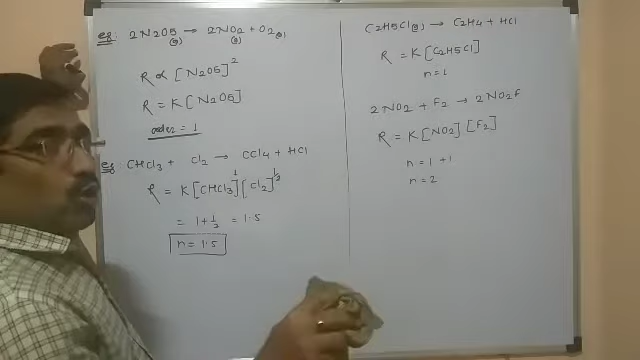 eg: 2N2O5(g) → 2NO2(g) + O2(g)
R ∝ [N2O5]²
R = K[N2O5]
order = 1
eg: CHCl3 + Cl2 → CCl4 + HCl
R = K[CHCl3]¹[Cl2]^½
= 1 + 1/2 = 1.5
n = 1.5
C2H5Cl(g) → C2H4 + HCl
R = K[C2H5Cl]
n = 1
2NO2 + F2 → 2NO2F
R = K[NO2][F2]
n = 1 + 1
n = 2